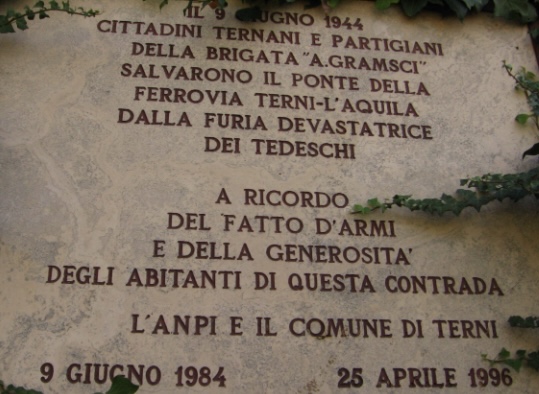 IL 9 GIUGNO 1944
CITTADINI TERNANI E PARTIGIANI
DELLA BRIGATA "A.GRAMSCI"
SALVARONO IL PONTE DELLA
FERROVIA TERNI-L'AQUILA
DALLA FURIA DEVASTATRICE
DEI TEDESCHI
A RICORDO
DEL FATTO D'ARMI
E DELLA GENEROSITA'
DEGLI ABITANTI DI QUESTA CONTRADA
L'ANPI E IL COMUNE DI TERNI
9 GIUGNO 1984 25 APRILE 1996